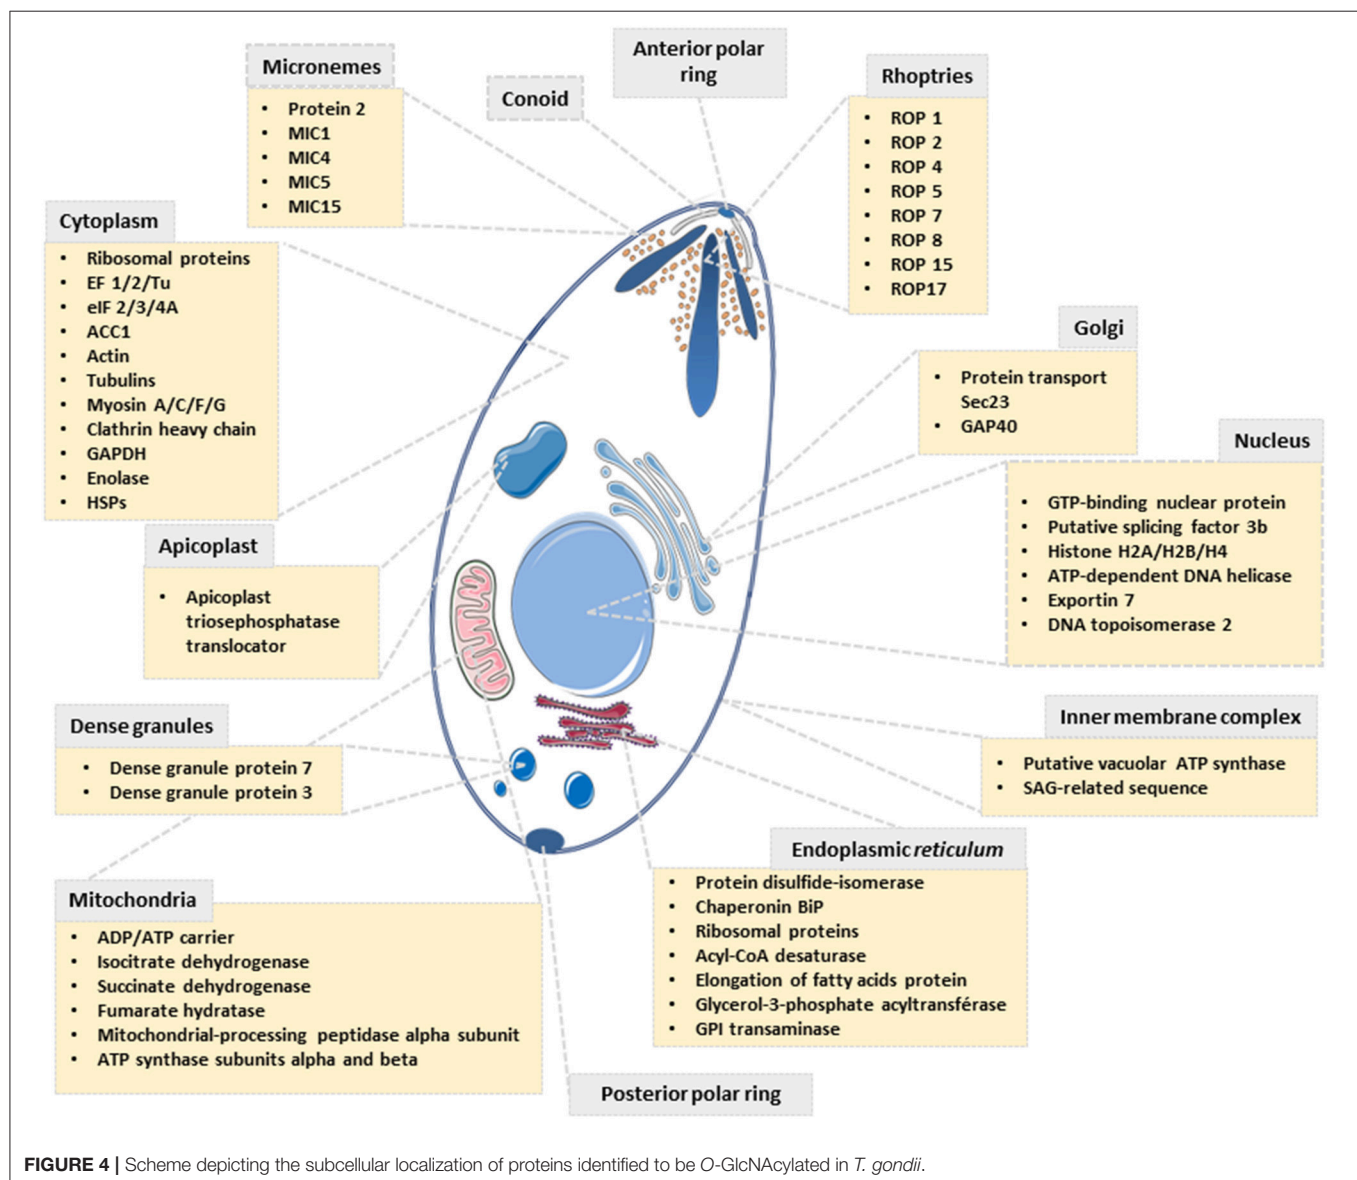 Micronemes
• Protein 2
• MIC1
• MIC4
• MIC5
• MIC15
Conoid
Anterior polar
ring
Rhoptries
• ROP 1
• ROP 2
• ROP 4
• ROP 5
• ROP 7
• ROP 8
• ROP 15
• ROP17
Cytoplasm
• Ribosomal proteins
• EF 1/2/Tu
• eIF 2/3/4A
• ACC1
• Actin
• Tubulins
• Myosin A/C/F/G
• Clathrin heavy chain
• GAPDH
• Enolase
• HSPs
Golgi
• Protein transport
Sec23
• GAP40
Nucleus
• GTP-binding nuclear protein
• Putative splicing factor 3b
• Histone H2A/H2B/H4
• ATP-dependent DNA helicase
• Exportin 7
• DNA topoisomerase 2
Apicoplast
• Apicoplast
triosephosphatase
translocator
Inner membrane complex
• Putative vacuolar ATP synthase
• SAG-related sequence
Dense granules
• Dense granule protein 7
• Dense granule protein 3
Endoplasmic reticulum
• Protein disulfide-isomerase
• Chaperonin BiP
• Ribosomal proteins
• Acyl-CoA desaturase
• Elongation of fatty acids protein
• Glycerol-3-phosphate acyltransférase
• GPI transaminase
Mitochondria
• ADP/ATP carrier
• Isocitrate dehydrogenase
• Succinate dehydrogenase
• Fumarate hydratase
• Mitochondrial-processing peptidase alpha subunit
• ATP synthase subunits alpha and beta
Posterior polar ring
FIGURE 4 | Scheme depicting the subcellular localization of proteins identified to be O-GlcNAcylated in T. gondii.